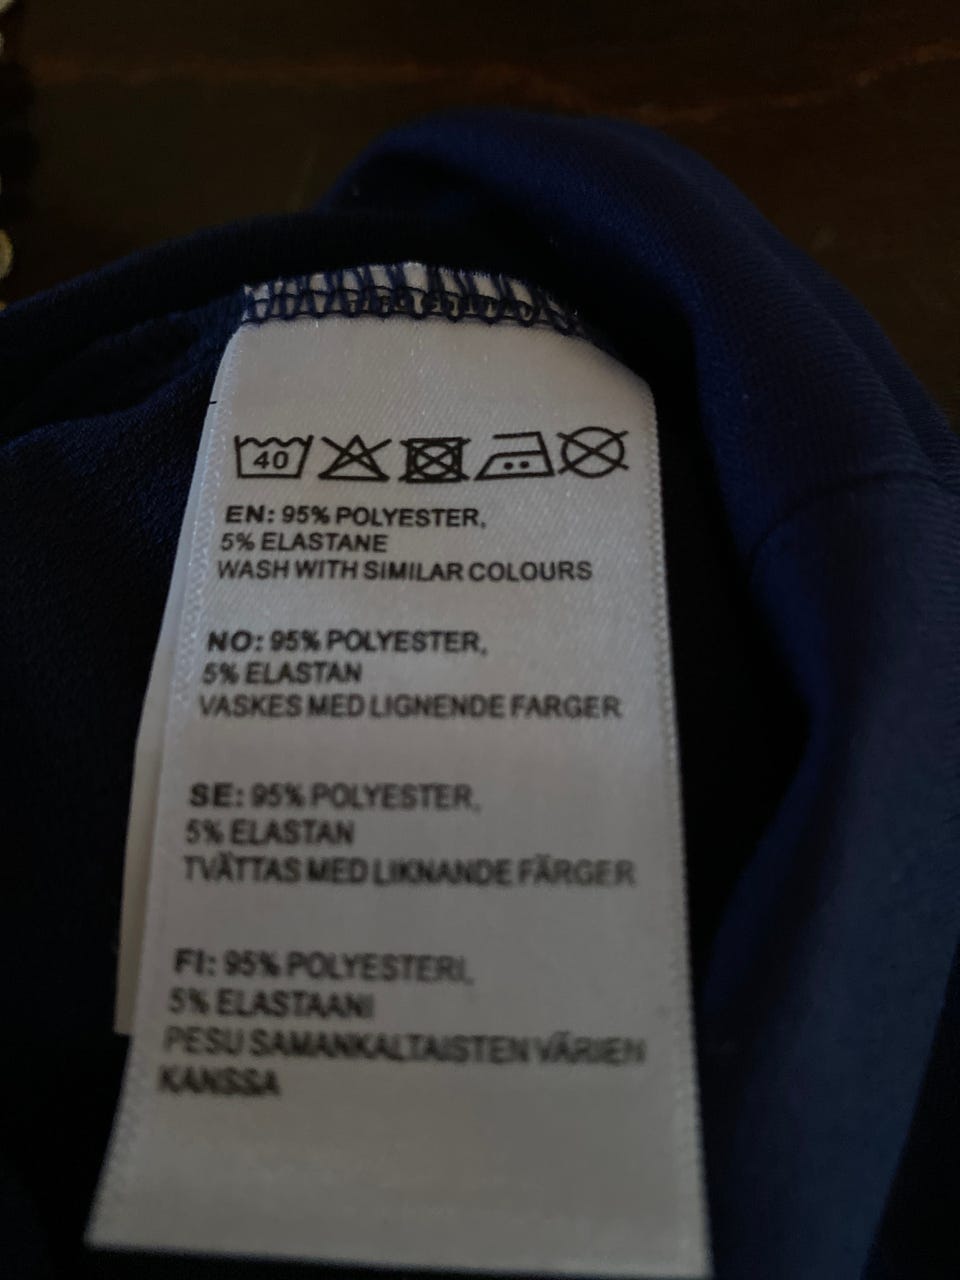 40
EN: 95% POLYESTER,
5% ELASTANE
WASH WITH SIMILAR COLOURS
NO: 95% POLYESTER,
5% ELASTAN
VASKES MED LIGNENDE FARGER
SE: 95% POLYESTER,
5% ELASTAN
TVÄTTAS MED LIKNANDE FÄRGER
FI: 95% POLYESTERI,
5% ELASTAANI
PESU SAMANKALTAISTEN VÄRIEN
KANSSA